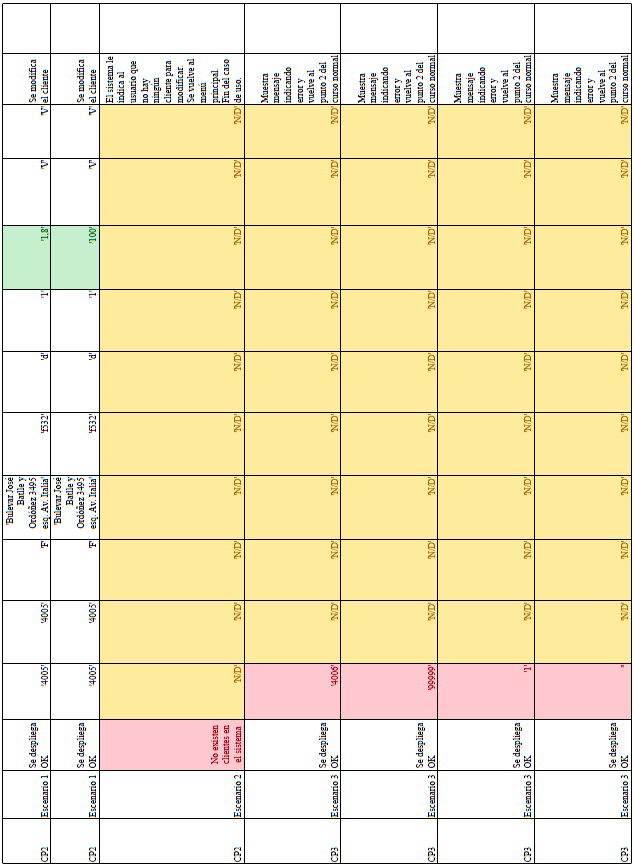 CP2
Escenario 1
Se despliega
OK
'4005'
'4005'
'F'
'Bulevar José
Batlle y
Ordóñez 3495
esq. Av. Italia'
'f532'
'd'
'1'
'1.8'
'V'
'V'
Se modifica
el cliente
CP2
Escenario 1
Se despliega
OK
'4005'
'4005'
'F'
'Bulevar José
Batlle y
Ordóñez 3495
esq. Av. Italia'
'f532'
'd'
'1'
'100'
'V'
'V'
Se modifica
el cliente
CP2
Escenario 2
No existen
clientes en
el sistema
'N/D'
'N/D'
'N/D'
'N/D'
'N/D'
'N/D'
'N/D'
'N/D'
'N/D'
'N/D'
El sistema le
indica al
usuario que
no hay
ningún
cliente para
modificar.
Se vuelve al
menú
principal.
Fin del caso
de uso.
CP3
Escenario 3
Se despliega
OK
'4006'
'N/D'
'N/D'
'N/D'
'N/D'
'N/D'
'N/D'
'N/D'
'N/D'
'N/D'
Muestra
mensaje
indicando
error y
vuelve al
punto 2 del
curso normal
CP3
Escenario 3
Se despliega
OK
'99999'
'N/D'
'N/D'
'N/D'
'N/D'
'N/D'
'N/D'
'N/D'
'N/D'
'N/D'
Muestra
mensaje
indicando
error y
vuelve al
punto 2 del
curso normal
CP3
Escenario 3
Se despliega
OK
'1'
'N/D'
'N/D'
'N/D'
'N/D'
'N/D'
'N/D'
'N/D'
'N/D'
'N/D'
Muestra
mensaje
indicando
error y
vuelve al
punto 2 del
curso normal
CP3
Escenario 3
Se despliega
OK
''
'N/D'
'N/D'
'N/D'
'N/D'
'N/D'
'N/D'
'N/D'
'N/D'
'N/D'
Muestra
mensaje
indicando
error y
vuelve al
punto 2 del
curso normal